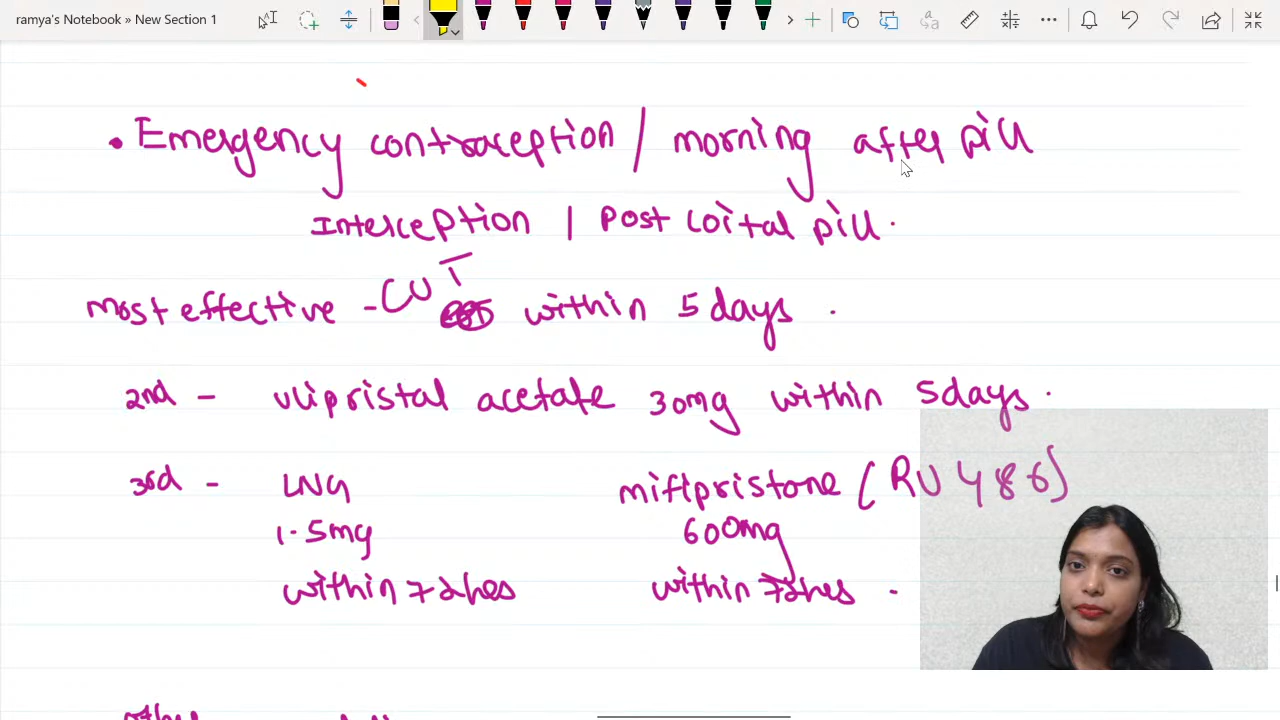 ramya's Notebook » New Section 1
• Emergency contraception / morning after pill
Interception | Post coital pill.
most effective - CUT within 5 days.
2nd - ulipristal acetate 30mg within 5days.
3rd - LNG mifipristone (RU 486)
1.5mg 600mg
within 72hrs within 72hrs.